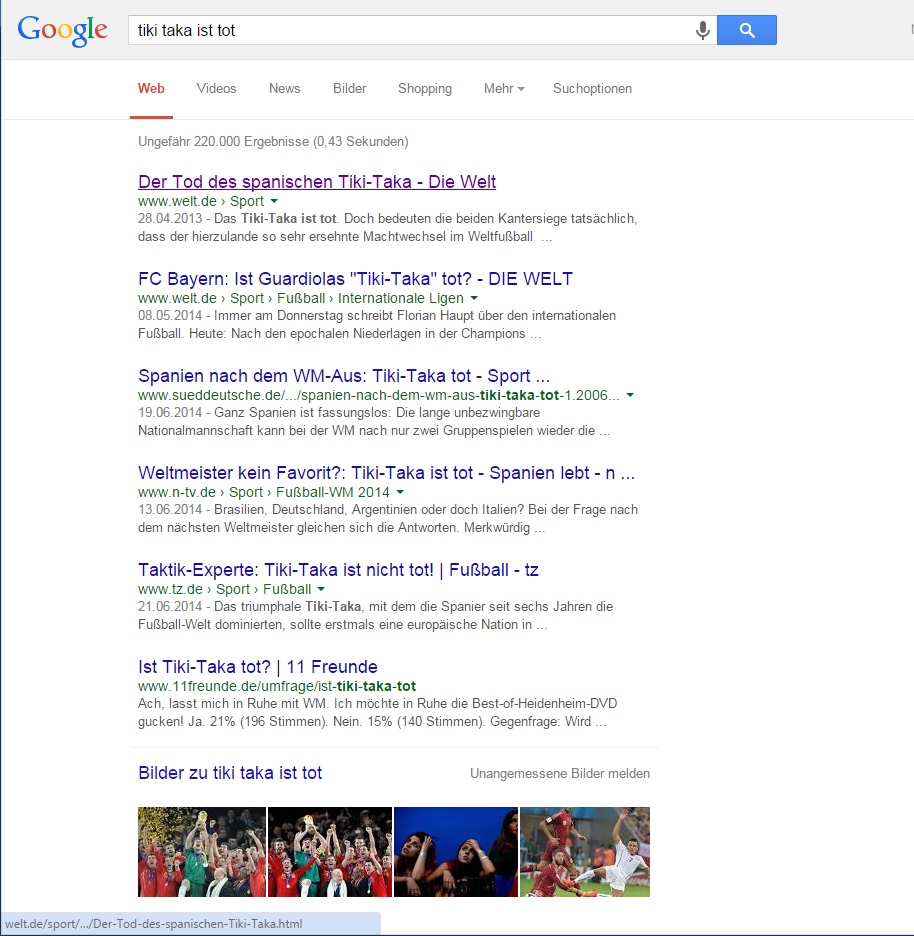 Google
tiki taka ist tot
Web Videos News Bilder Shopping Mehr Suchoptionen
Ungefähr 220.000 Ergebnisse (0,43 Sekunden)
Der Tod des spanischen Tiki-Taka - Die Welt
www.welt.de › Sport
28.04.2013 - Das Tiki-Taka ist tot. Doch bedeuten die beiden Kantersiege tatsächlich,
dass der hierzulande so sehr ersehnte Machtwechsel im Weltfußball ...
FC Bayern: Ist Guardiolas "Tiki-Taka" tot? - DIE WELT
www.welt.de › Sport › Fußball › Internationale Ligen
08.05.2014 - Immer am Donnerstag schreibt Florian Haupt über den internationalen
Fußball. Heute: Nach den epochalen Niederlagen in der Champions ...
Spanien nach dem WM-Aus: Tiki-Taka tot - Sport ...
www.sueddeutsche.de/.../spanien-nach-dem-wm-aus-tiki-taka-tot-1.2006...
19.06.2014 - Ganz Spanien ist fassungslos: Die lange unbezwingbare
Nationalmannschaft kann bei der WM nach nur zwei Gruppenspielen wieder die ...
Weltmeister kein Favorit?: Tiki-Taka ist tot - Spanien lebt - n ...
www.n-tv.de › Sport › Fußball-WM 2014
13.06.2014 - Brasilien, Deutschland, Argentinien oder doch Italien? Bei der Frage nach
dem nächsten Weltmeister gleichen sich die Antworten. Merkwürdig ...
Taktik-Experte: Tiki-Taka ist nicht tot! | Fußball - tz
www.tz.de › Sport › Fußball
21.06.2014 - Das triumphale Tiki-Taka, mit dem die Spanier seit sechs Jahren die
Fußball-Welt dominierten, sollte erstmals eine europäische Nation in ...
Ist Tiki-Taka tot? | 11 Freunde
www.11freunde.de/umfrage/ist-tiki-taka-tot
Ach, lasst mich in Ruhe mit WM. Ich möchte in Ruhe die Best-of-Heidenheim-DVD
gucken! Ja. 21% (196 Stimmen). Nein. 15% (140 Stimmen). Gegenfrage: Wird ...
Bilder zu tiki taka ist tot Unangemessene Bilder melden
welt.de/sport/.../Der-Tod-des-spanischen-Tiki-Taka.html